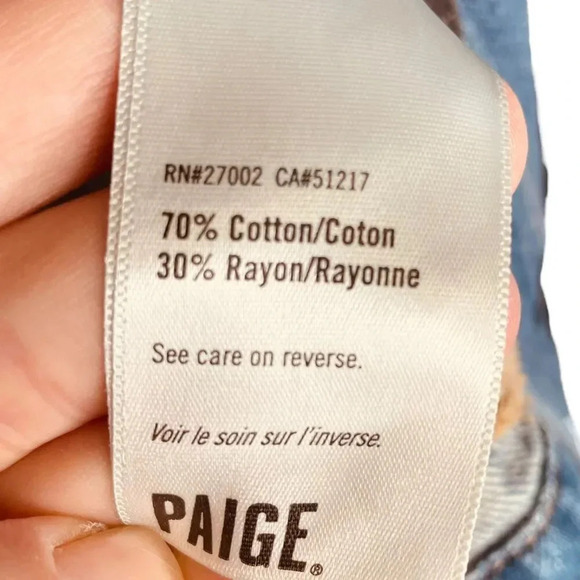 RN#27002 CA#51217
70% Cotton/Coton
30% Rayon/Rayonne
See care on reverse.
Voir le soin sur l'inverse.
PAIGE®